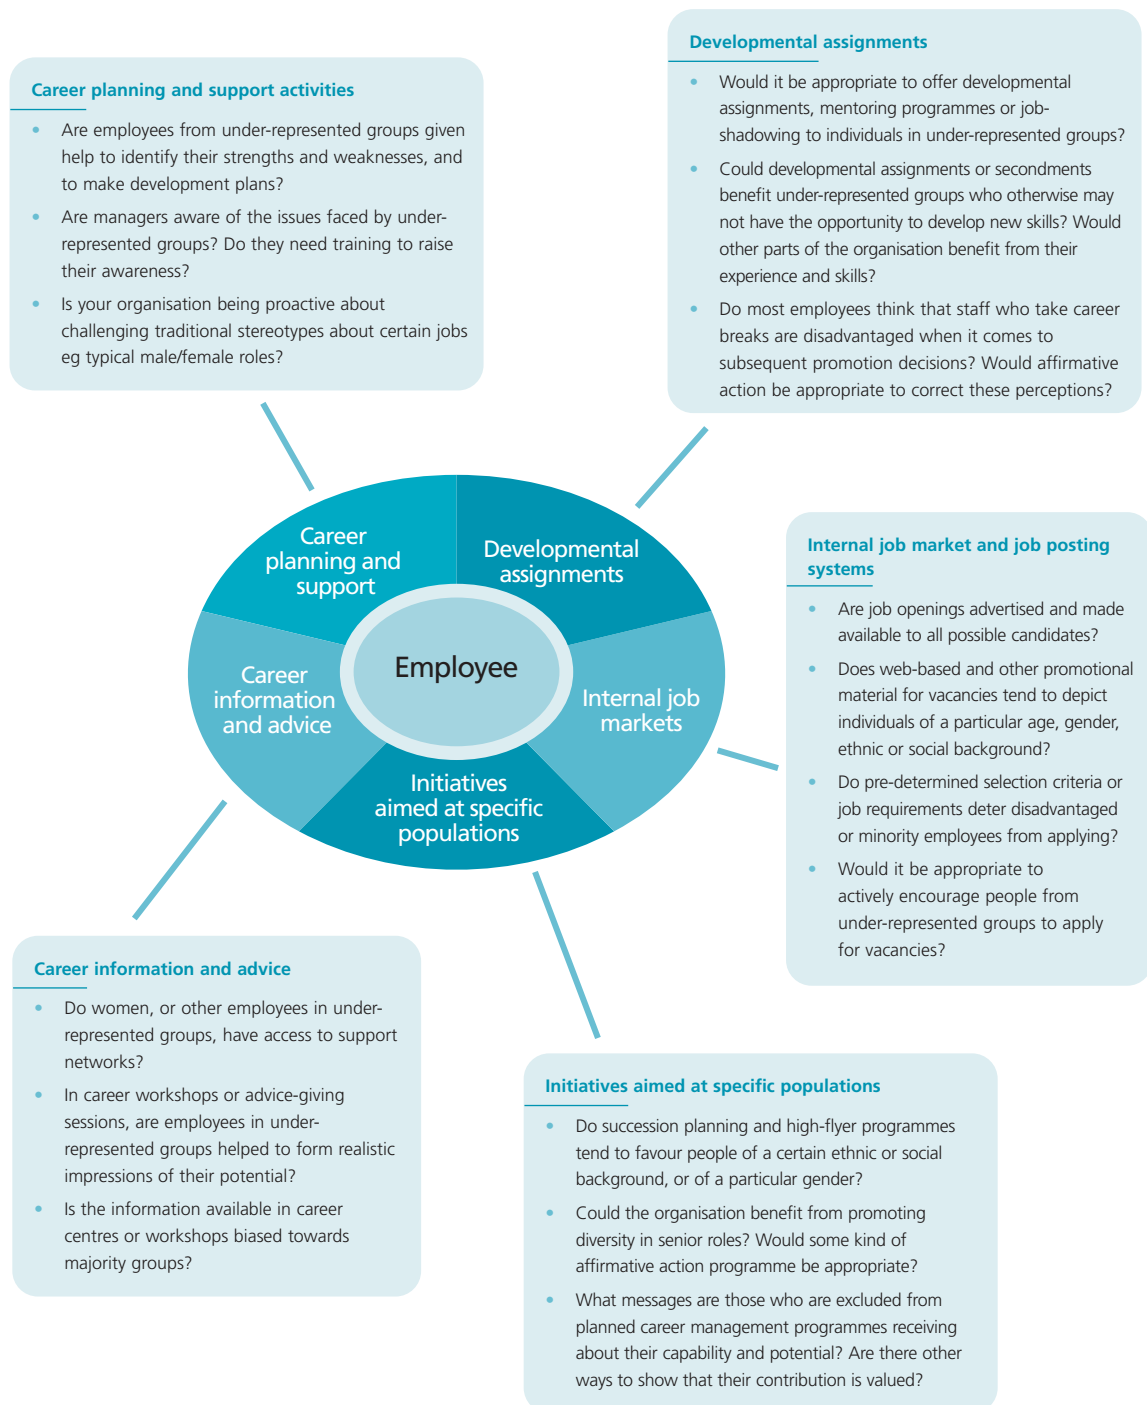 Developmental assignments
• Would it be appropriate to offer developmental
assignments, mentoring programmes or job-
shadowing to individuals in under-represented groups?
• Could developmental assignments or secondments
benefit under-represented groups who otherwise may
not have the opportunity to develop new skills? Would
other parts of the organisation benefit from their
experience and skills?
• Do most employees think that staff who take career
breaks are disadvantaged when it comes to
subsequent promotion decisions? Would affirmative
action be appropriate to correct these perceptions?
Career planning and support activities
• Are employees from under-represented groups given
help to identify their strengths and weaknesses, and
to make development plans?
• Are managers aware of the issues faced by under-
represented groups? Do they need training to raise
their awareness?
• Is your organisation being proactive about
challenging traditional stereotypes about certain jobs
eg typical male/female roles?
Career
planning and
support
Developmental
assignments
Employee
Career
information
and advice
Internal job
markets
Initiatives
aimed at specific
populations
Internal job market and job posting
systems
• Are job openings advertised and made
available to all possible candidates?
• Does web-based and other promotional
material for vacancies tend to depict
individuals of a particular age, gender,
ethnic or social background?
• Do pre-determined selection criteria or
job requirements deter disadvantaged
or minority employees from applying?
• Would it be appropriate to
actively encourage people from
under-represented groups to apply
for vacancies?
Career information and advice
• Do women, or other employees in under-
represented groups, have access to support
networks?
• In career workshops or advice-giving
sessions, are employees in under-
represented groups helped to form realistic
impressions of their potential?
• Is the information available in career
centres or workshops biased towards
majority groups?
Initiatives aimed at specific populations
• Do succession planning and high-flyer programmes
tend to favour people of a certain ethnic or social
background, or of a particular gender?
• Could the organisation benefit from promoting
diversity in senior roles? Would some kind of
affirmative action programme be appropriate?
• What messages are those who are excluded from
planned career management programmes receiving
about their capability and potential? Are there other
ways to show that their contribution is valued?